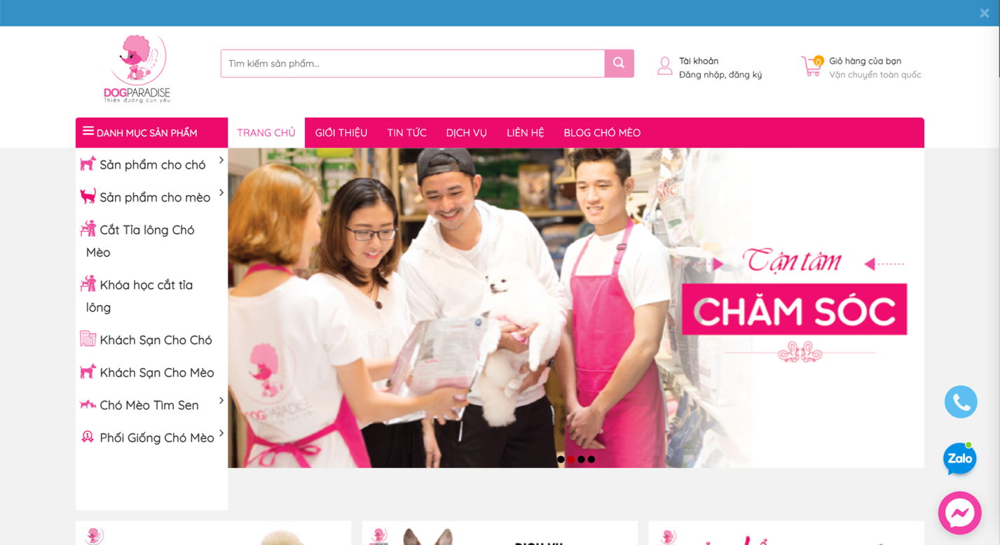 DOGPARADISE
Thiên đường cún yêu
Tìm kiếm sản phẩm...
Tài khoản
Đăng nhập, đăng ký
0
Giỏ hàng của bạn
Vận chuyển toàn quốc
DANH MỤC SẢN PHẨM
TRANG CHỦ
GIỚI THIỆU
TIN TỨC
DỊCH VỤ
LIÊN HỆ
BLOG CHÓ MÈO
Sản phẩm cho chó
Sản phẩm cho mèo
Cắt Tỉa lông Chó
Mèo
Khóa học cắt tỉa
lông
Khách Sạn Cho Chó
Khách Sạn Cho Mèo
Chó Mèo Tìm Sen
Phối Giống Chó Mèo
Tận tâm
CHĂM SÓC
DOGPARADISE
Zalo